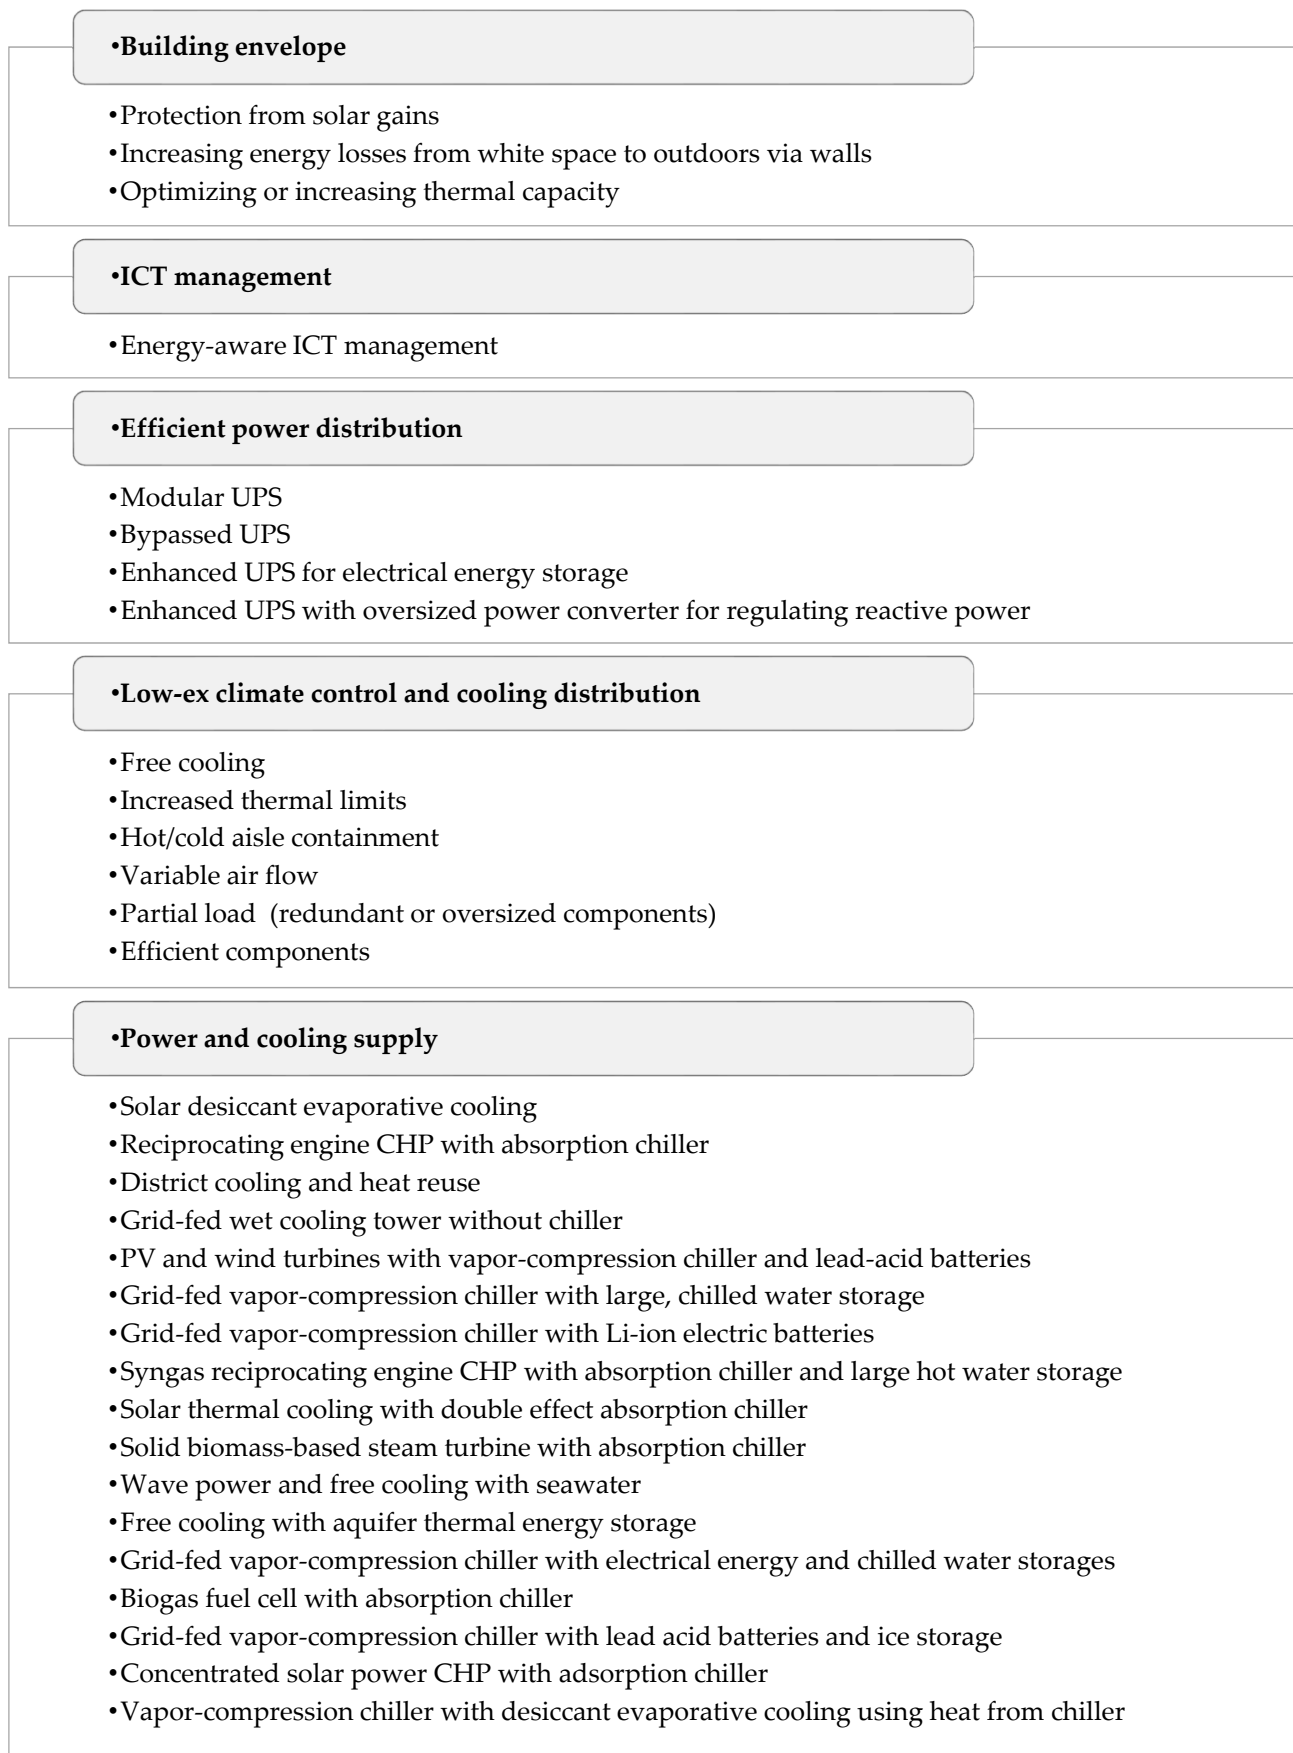 •Building envelope
•Protection from solar gains
•Increasing energy losses from white space to outdoors via walls
•Optimizing or increasing thermal capacity
•ICT management
•Energy-aware ICT management
•Efficient power distribution
•Modular UPS
•Bypassed UPS
•Enhanced UPS for electrical energy storage
•Enhanced UPS with oversized power converter for regulating reactive power
•Low-ex climate control and cooling distribution
•Free cooling
•Increased thermal limits
•Hot/cold aisle containment
•Variable air flow
•Partial load (redundant or oversized components)
•Efficient components
•Power and cooling supply
•Solar desiccant evaporative cooling
•Reciprocating engine CHP with absorption chiller
•District cooling and heat reuse
•Grid-fed wet cooling tower without chiller
•PV and wind turbines with vapor-compression chiller and lead-acid batteries
•Grid-fed vapor-compression chiller with large, chilled water storage
•Grid-fed vapor-compression chiller with Li-ion electric batteries
•Syngas reciprocating engine CHP with absorption chiller and large hot water storage
•Solar thermal cooling with double effect absorption chiller
•Solid biomass-based steam turbine with absorption chiller
•Wave power and free cooling with seawater
•Free cooling with aquifer thermal energy storage
•Grid-fed vapor-compression chiller with electrical energy and chilled water storages
•Biogas fuel cell with absorption chiller
•Grid-fed vapor-compression chiller with lead acid batteries and ice storage
•Concentrated solar power CHP with adsorption chiller
•Vapor-compression chiller with desiccant evaporative cooling using heat from chiller